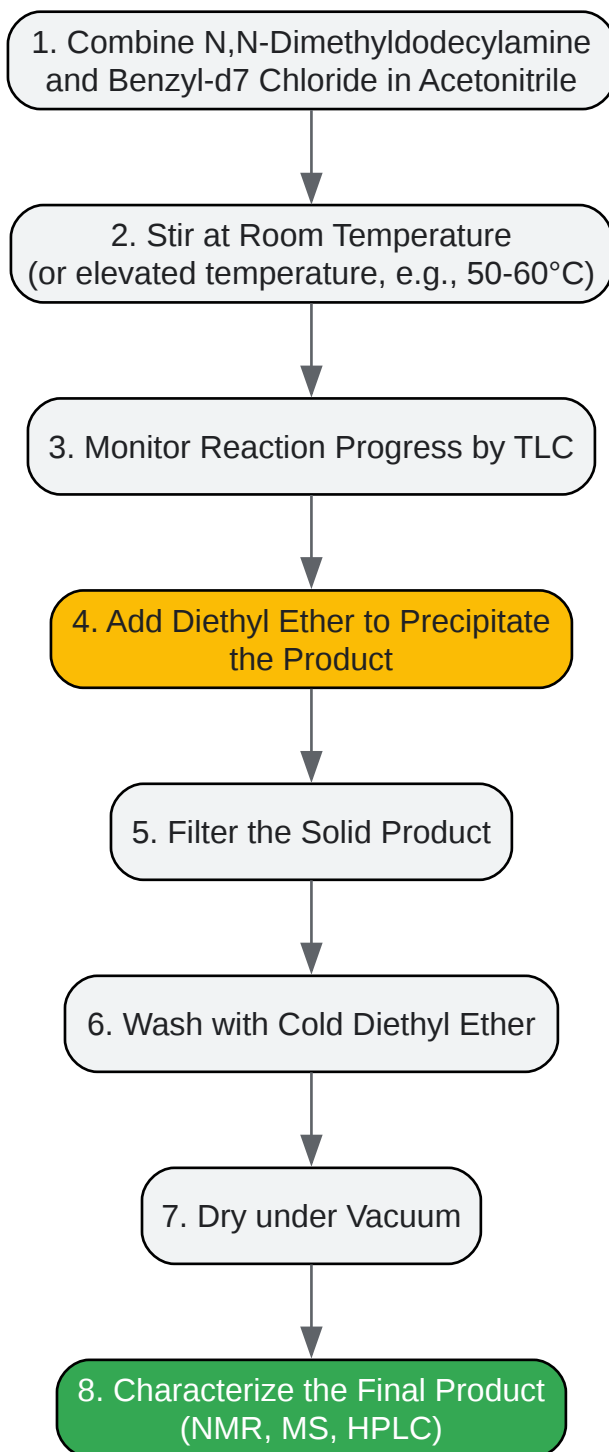 1. Combine N,N-Dimethyldodecylamine
and Benzyl-d7 Chloride in Acetonitrile
2. Stir at Room Temperature
(or elevated temperature, e.g., 50-60°C)
3. Monitor Reaction Progress by TLC
4. Add Diethyl Ether to Precipitate
the Product
5. Filter the Solid Product
6. Wash with Cold Diethyl Ether
7. Dry under Vacuum
8. Characterize the Final Product
(NMR, MS, HPLC)